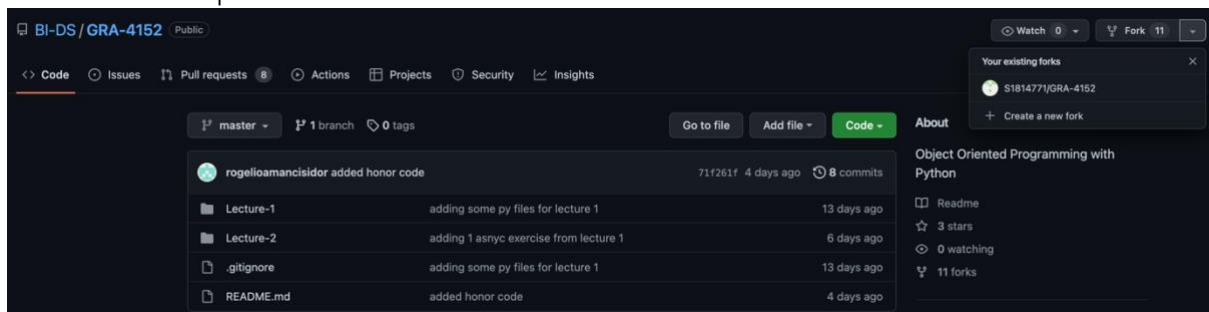 BI-DS / GRA-4152 Public
Watch 0
Fork 11
Code
Issues
Pull requests 8
Actions
Projects
Security
Insights
Your existing forks
S1814771/GRA-4152
Create a new fork
master
1 branch
0 tags
Go to file
Add file
Code
rogelioamancisidor added honor code
71f261f 4 days ago
8 commits
Lecture-1 adding some py files for lecture 1 13 days ago
Lecture-2 adding 1 asnyc exercise from lecture 1 6 days ago
.gitignore adding some py files for lecture 1 13 days ago
README.md added honor code 4 days ago
About
Object Oriented Programming with
Python
Readme
3 stars
0 watching
11 forks